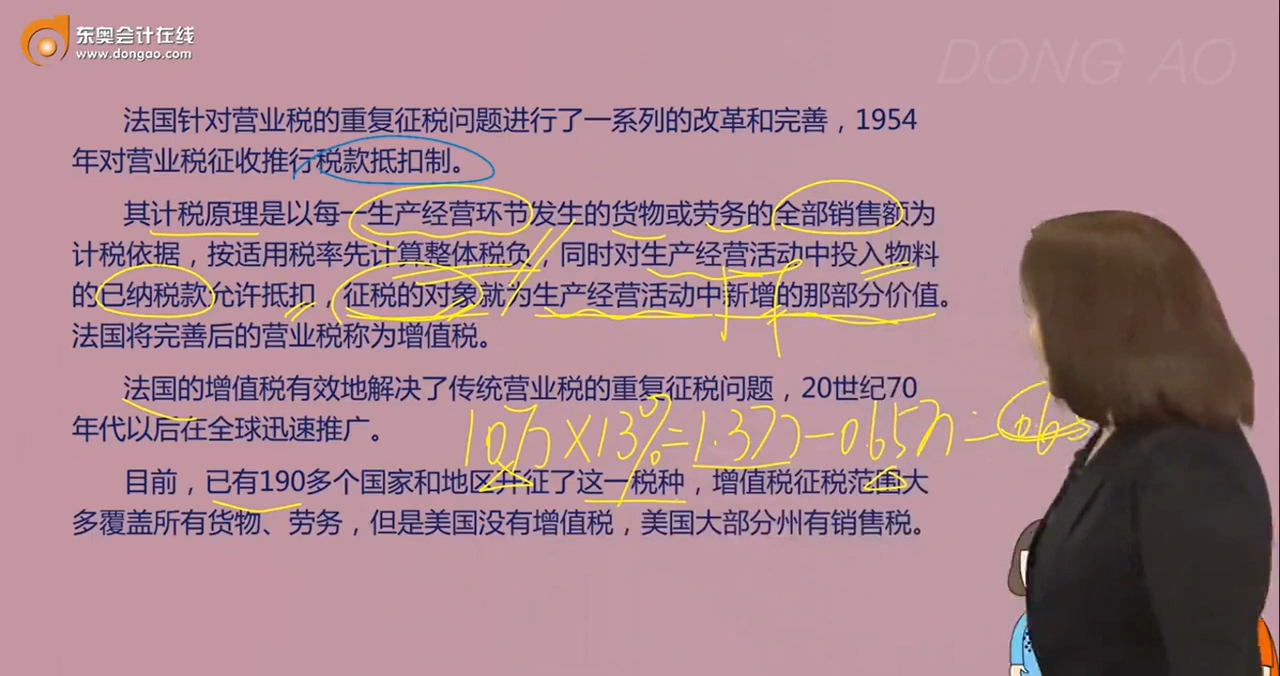 东奥会计在线
www.dongao.com
DONG AO
法国针对营业税的重复征税问题进行了一系列的改革和完善，1954
年对营业税征收推行税款抵扣制。
其计税原理是以每一生产经营环节发生的货物或劳务的全部销售额为
计税依据，按适用税率先计算整体税负，同时对生产经营活动中投入物料
的已纳税款允许抵扣，征税的对象就为生产经营活动中新增的那部分价值。
法国将完善后的营业税称为增值税。
法国的增值税有效地解决了传统营业税的重复征税问题，20世纪70
年代以后在全球迅速推广。
10万×13%=1.3万-0.65万=
目前，已有190多个国家和地区开征了这一税种，增值税征税范围大
多覆盖所有货物、劳务，但是美国没有增值税，美国大部分州有销售税。